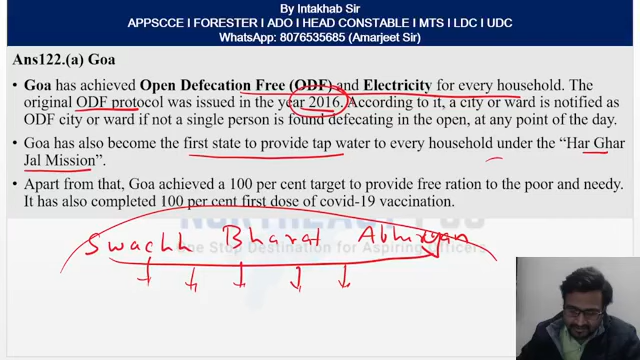 By Intakhab Sir
APPSCCE I FORESTER I ADO I HEAD CONSTABLE I MTS I LDC I UDC
WhatsApp: 8076535685 (Amarjeet Sir)
Ans122.(a) Goa
• Goa has achieved Open Defecation Free (ODF) and Electricity for every household. The
original ODF protocol was issued in the year 2016. According to it, a city or ward is notified as
ODF city or ward if not a single person is found defecating in the open, at any point of the day.
• Goa has also become the first state to provide tap water to every household under the "Har Ghar
Jal Mission".
• Apart from that, Goa achieved a 100 per cent target to provide free ration to the poor and needy.
It has also completed 100 per cent first dose of covid-19 vaccination.
Swachh Bharat Abhiyan
One Stop Destination for Aspiring Officers